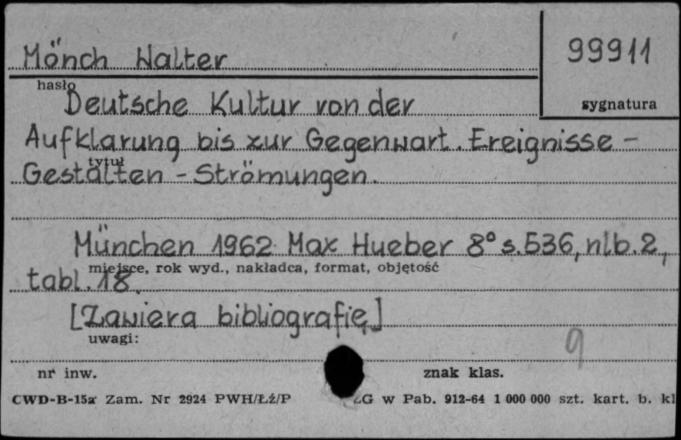 Mönch Walter
99911
hasło
sygnatura
Deutsche Kultur von der
Aufklarung bis zur Gegenwart. Ereignisse -
tytuł
Gestalten - Strömungen.
München 1962 Max Hueber 8° s. 536, nlb. 2,
miejsce, rok wyd., nakładca, format, objętość
tabl. 18.
[Zawiera bibliografię]
uwagi:
9
nr inw.
znak klas.
CWD-B-15a Zam. Nr 2924 PWH/Łż/P
ZG w Pab. 912-64 1 000 000 szt. kart. b. kl